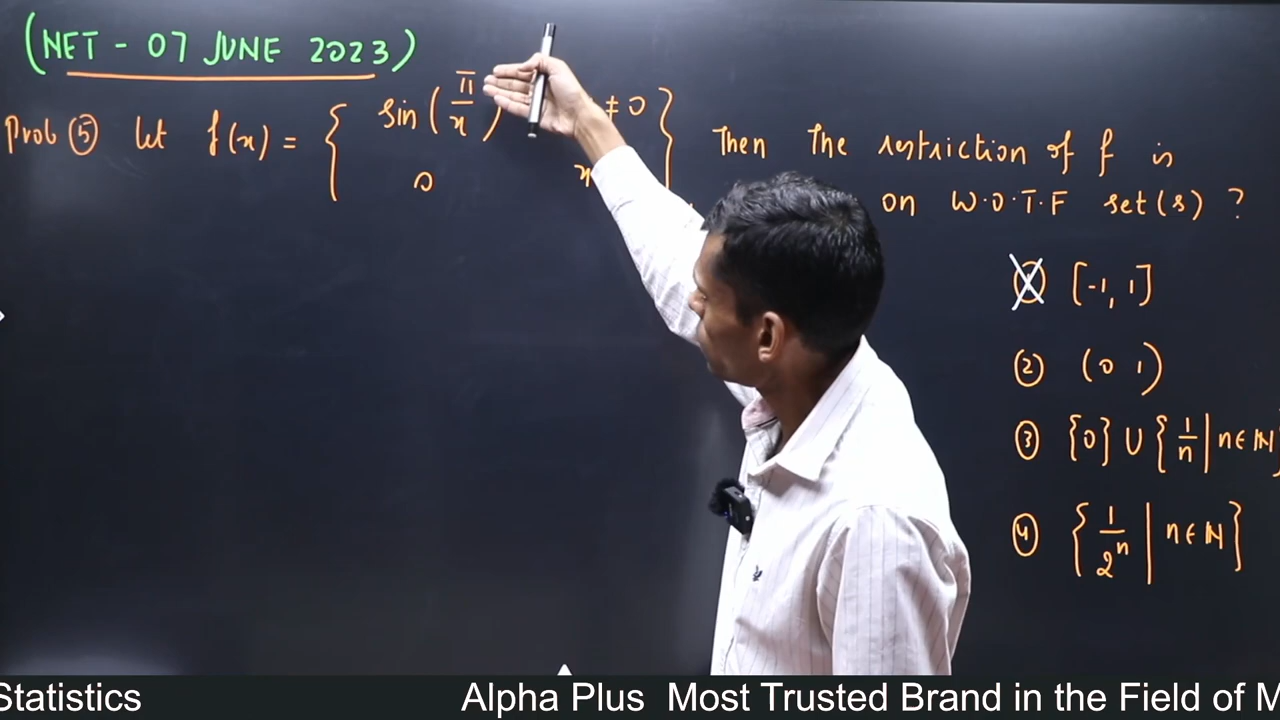 (NET - 07 JUNE 2023)
Prob ⑤ Let f(x) = { sin(π/x) ≠ 0
0 x }
Then The restriction of f is
on W.O.T.F set(s) ?
① [-1, 1]
② (0 1)
③ {0} U {1/n | n ∈ N
④ {1/2ⁿ | n ∈ N}
Statistics Alpha Plus Most Trusted Brand in the Field of M